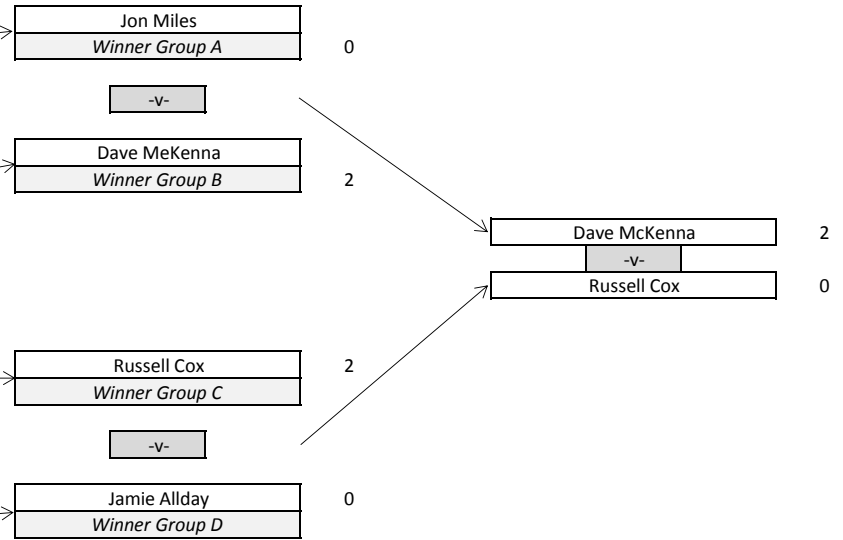 Jon Miles
Winner Group A
0
-v-
Dave MeKenna
Winner Group B
2
Dave McKenna
2
-v-
Russell Cox
0
Russell Cox
2
Winner Group C
-v-
Jamie Allday
0
Winner Group D